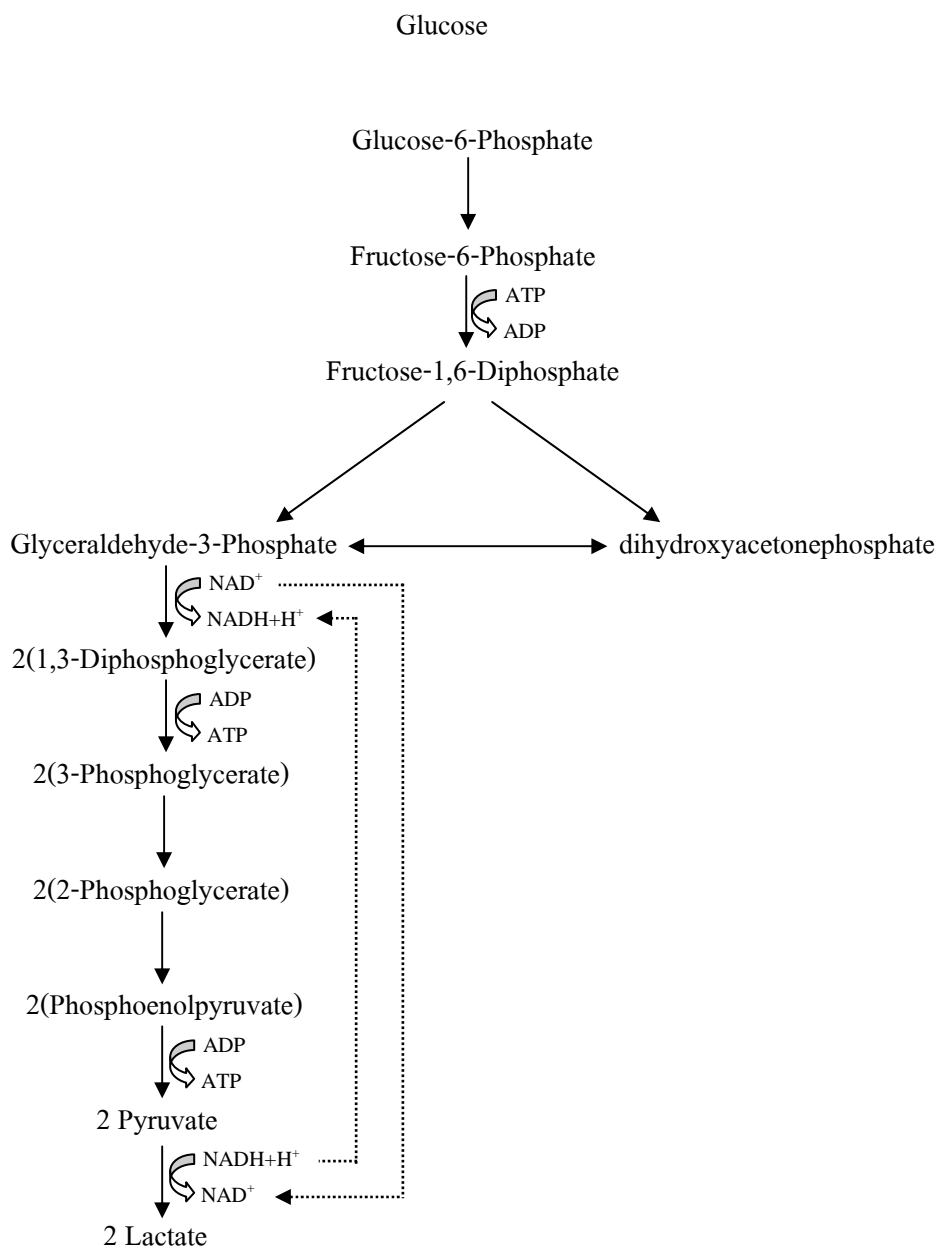 Glucose
Glucose-6-Phosphate
Fructose-6-Phosphate
ATP
ADP
Fructose-1,6-Diphosphate
Glyceraldehyde-3-Phosphate dihydroxyacetonephosphate
NAD⁺
NADH+H⁺
2(1,3-Diphosphoglycerate)
ADP
ATP
2(3-Phosphoglycerate)
2(2-Phosphoglycerate)
2(Phosphoenolpyruvate)
ADP
ATP
2 Pyruvate
NADH+H⁺
NAD⁺
2 Lactate